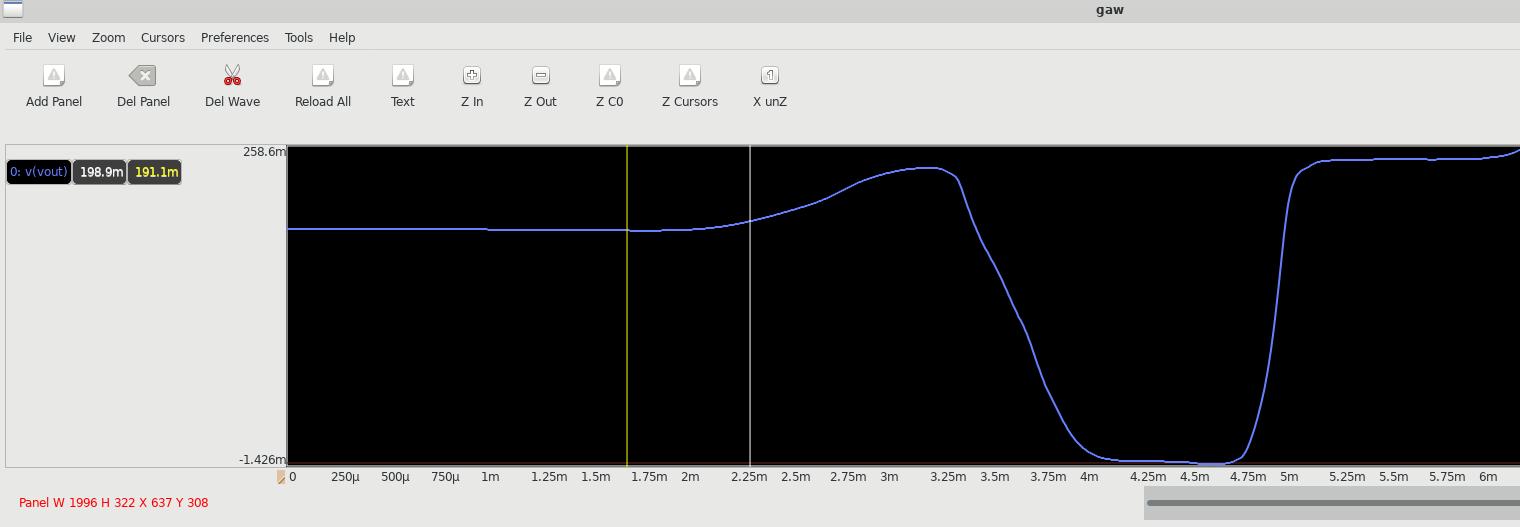 gaw
File View Zoom Cursors Preferences Tools Help
Add Panel Del Panel Del Wave Reload All Text Z In Z Out Z C0 Z Cursors X unZ
258.6m
0: v(vout) 198.9m 191.1m
-1.426m
0 250µ 500µ 750µ 1m 1.25m 1.5m 1.75m 2m 2.25m 2.5m 2.75m 3m 3.25m 3.5m 3.75m 4m 4.25m 4.5m 4.75m 5m 5.25m 5.5m 5.75m 6m
Panel W 1996 H 322 X 637 Y 308